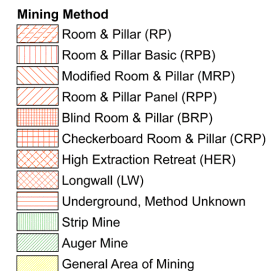 Mining Method
Room & Pillar (RP)
Room & Pillar Basic (RPB)
Modified Room & Pillar (MRP)
Room & Pillar Panel (RPP)
Blind Room & Pillar (BRP)
Checkerboard Room & Pillar (CRP)
High Extraction Retreat (HER)
Longwall (LW)
Underground, Method Unknown
Strip Mine
Auger Mine
General Area of Mining